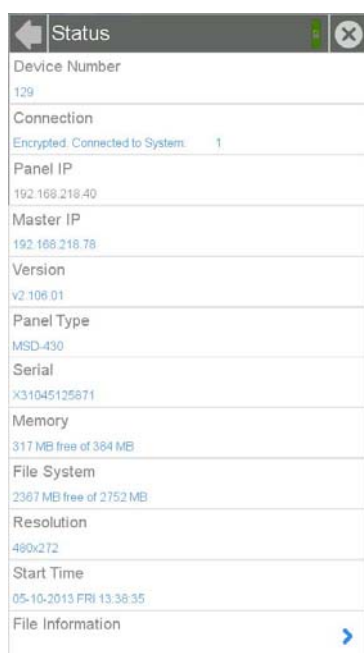 Status
Device Number
129
Connection
Encrypted. Connected to System: 1
Panel IP
192.168.218.40
Master IP
192.168.218.78
Version
v2.106.01
Panel Type
MSD-430
Serial
X31045125871
Memory
317 MB free of 384 MB
File System
2367 MB free of 2752 MB
Resolution
480x272
Start Time
05-10-2013 FRI 13:38:35
File Information